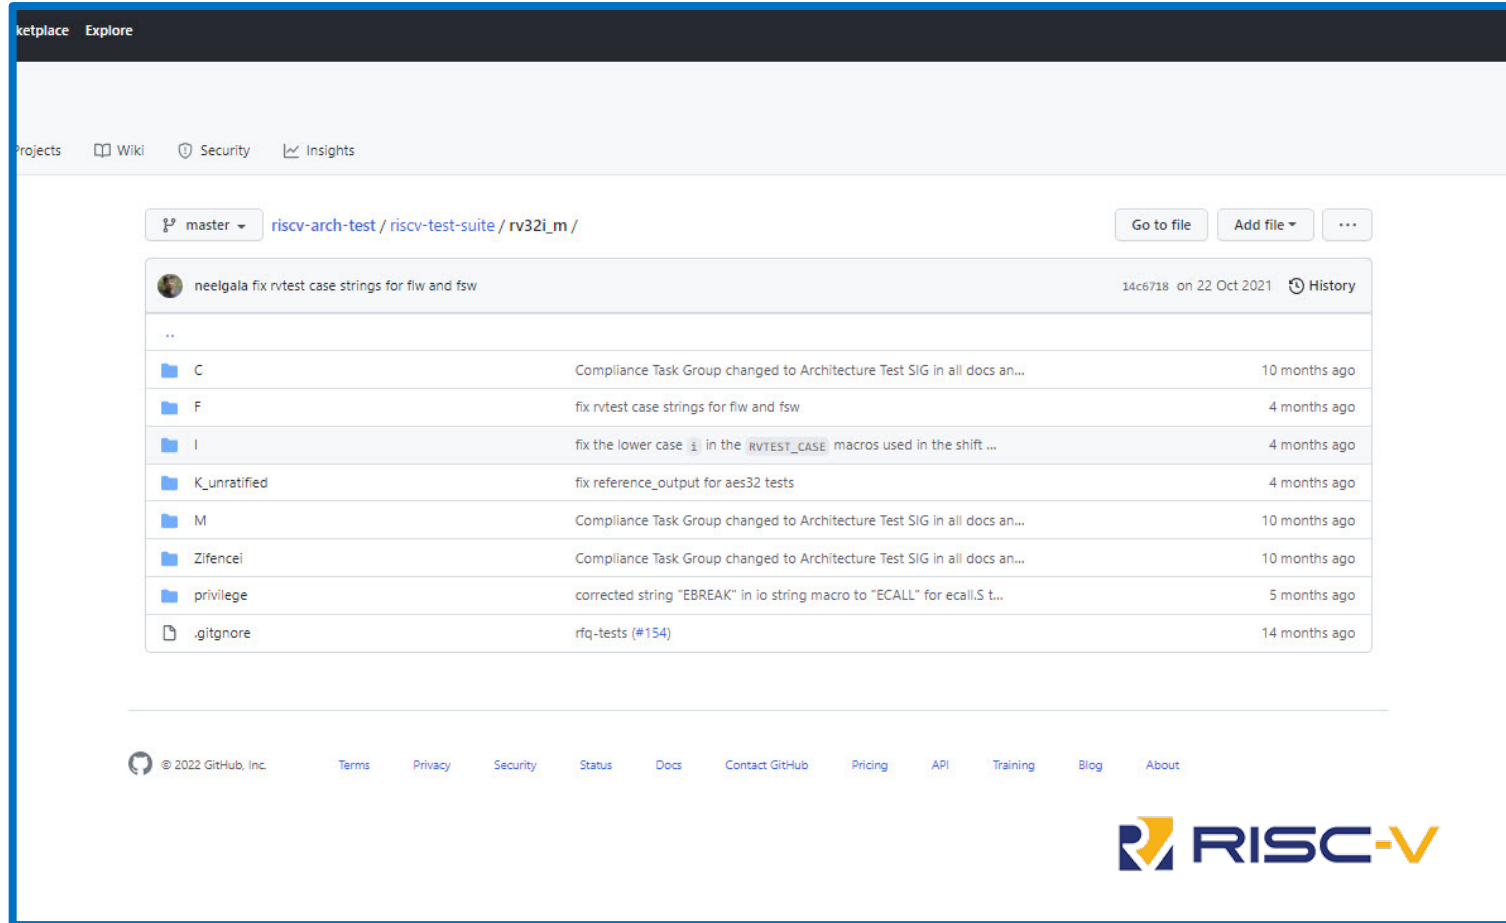 ketplace Explore
Projects Wiki Security Insights
master riscv-arch-test / riscv-test-suite / rv32i_m / Go to file Add file ...
neelgala fix rvtest case strings for flw and fsw 14c6718 on 22 Oct 2021 History
..
C Compliance Task Group changed to Architecture Test SIG in all docs an... 10 months ago
F fix rvtest case strings for flw and fsw 4 months ago
I fix the lower case i in the RVTEST_CASE macros used in the shift ... 4 months ago
K_unratified fix reference_output for aes32 tests 4 months ago
M Compliance Task Group changed to Architecture Test SIG in all docs an... 10 months ago
Zifencei Compliance Task Group changed to Architecture Test SIG in all docs an... 10 months ago
privilege corrected string "EBREAK" in io string macro to "ECALL" for ecall.S t... 5 months ago
.gitgnore rfq-tests (#154) 14 months ago
© 2022 GitHub, Inc. Terms Privacy Security Status Docs Contact GitHub Pricing API Training Blog About
RISC-V